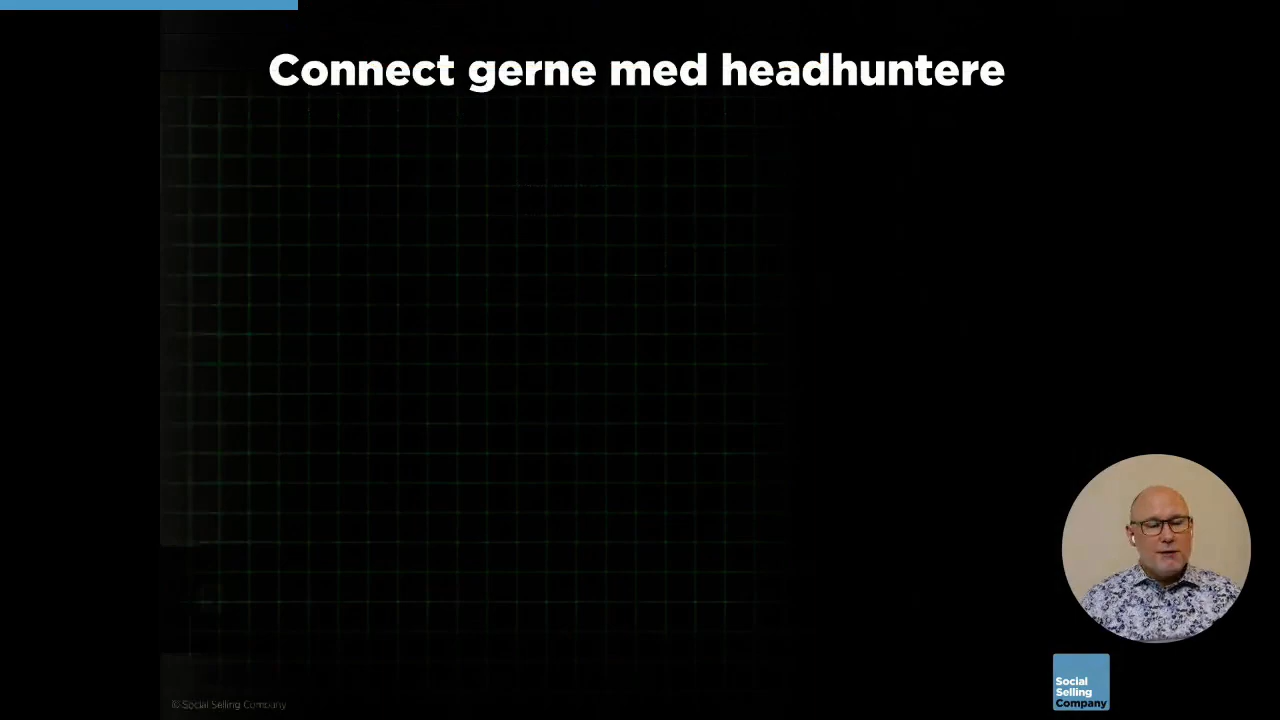 Connect gerne med headhuntere
Social
Selling
Company
© Social Selling Company